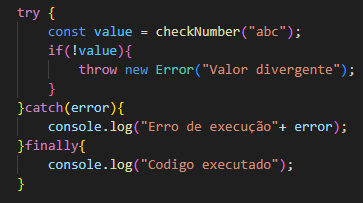 try {
    const value = checkNumber("abc");
    if(!value){
        throw new Error("Valor divergente");
    }
}catch(error){
    console.log("Erro de execução"+ error);
}finally{
    console.log("Codigo executado");
}